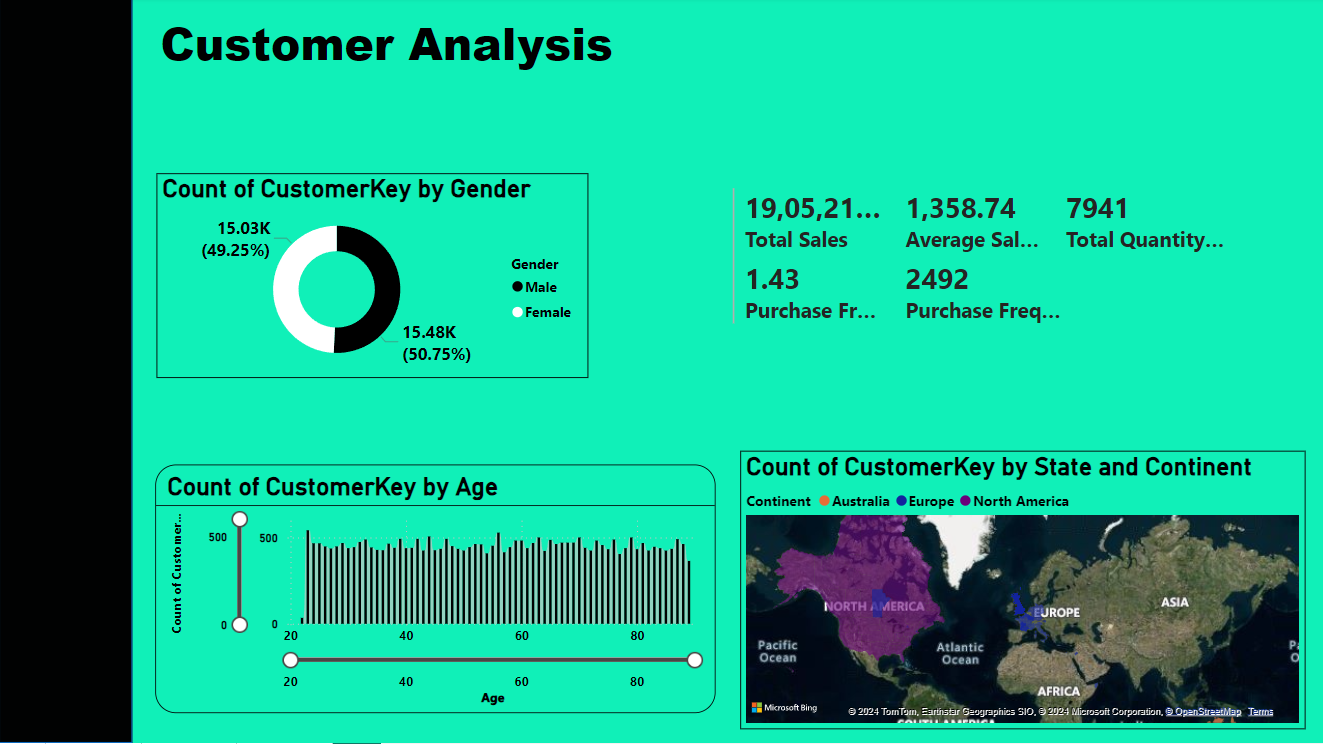 Customer Analysis
Count of CustomerKey by Gender
15.03K
(49.25%)
15.48K
(50.75%)
Gender
Male
Female
19,05,21...
Total Sales
1,358.74
Average Sal...
7941
Total Quantity...
1.43
Purchase Fr...
2492
Purchase Freq...
Count of CustomerKey by Age
Count of Customer...
500
0
500
0
20 40 60 80
20 40 60 80
Age
Count of CustomerKey by State and Continent
Continent Australia Europe North America
NORTH AMERICA
EUROPE
ASIA
Pacific
Ocean
Atlantic
Ocean
AFRICA
SOUTH AMERICA
Microsoft Bing
© 2024 TomTom, Earthstar Geographics SIO, © 2024 Microsoft Corporation, © OpenStreetMap Terms